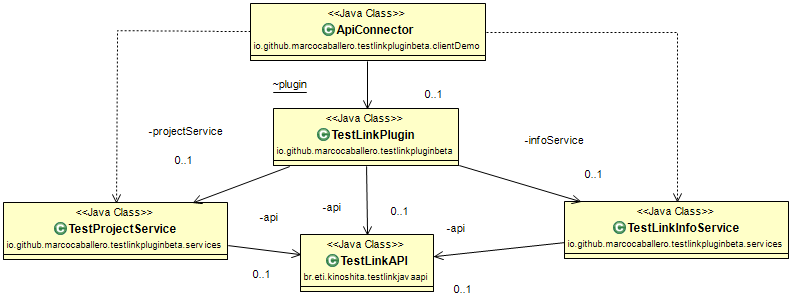 <<Java Class>>
ApiConnector
io.github.marcocaballero.testlinkpluginbeta.clientDemo
~plugin
0..1
<<Java Class>>
TestLinkPlugin
io.github.marcocaballero.testlinkpluginbeta
-projectService
0..1
-infoService
0..1
<<Java Class>>
TestProjectService
io.github.marcocaballero.testlinkpluginbeta.services
-api
0..1
-api
0..1
<<Java Class>>
TestLinkInfoService
io.github.marcocaballero.testlinkpluginbeta.services
-api
0..1
<<Java Class>>
TestLinkAPI
br.eti.kinoshita.testlinkjavaapi